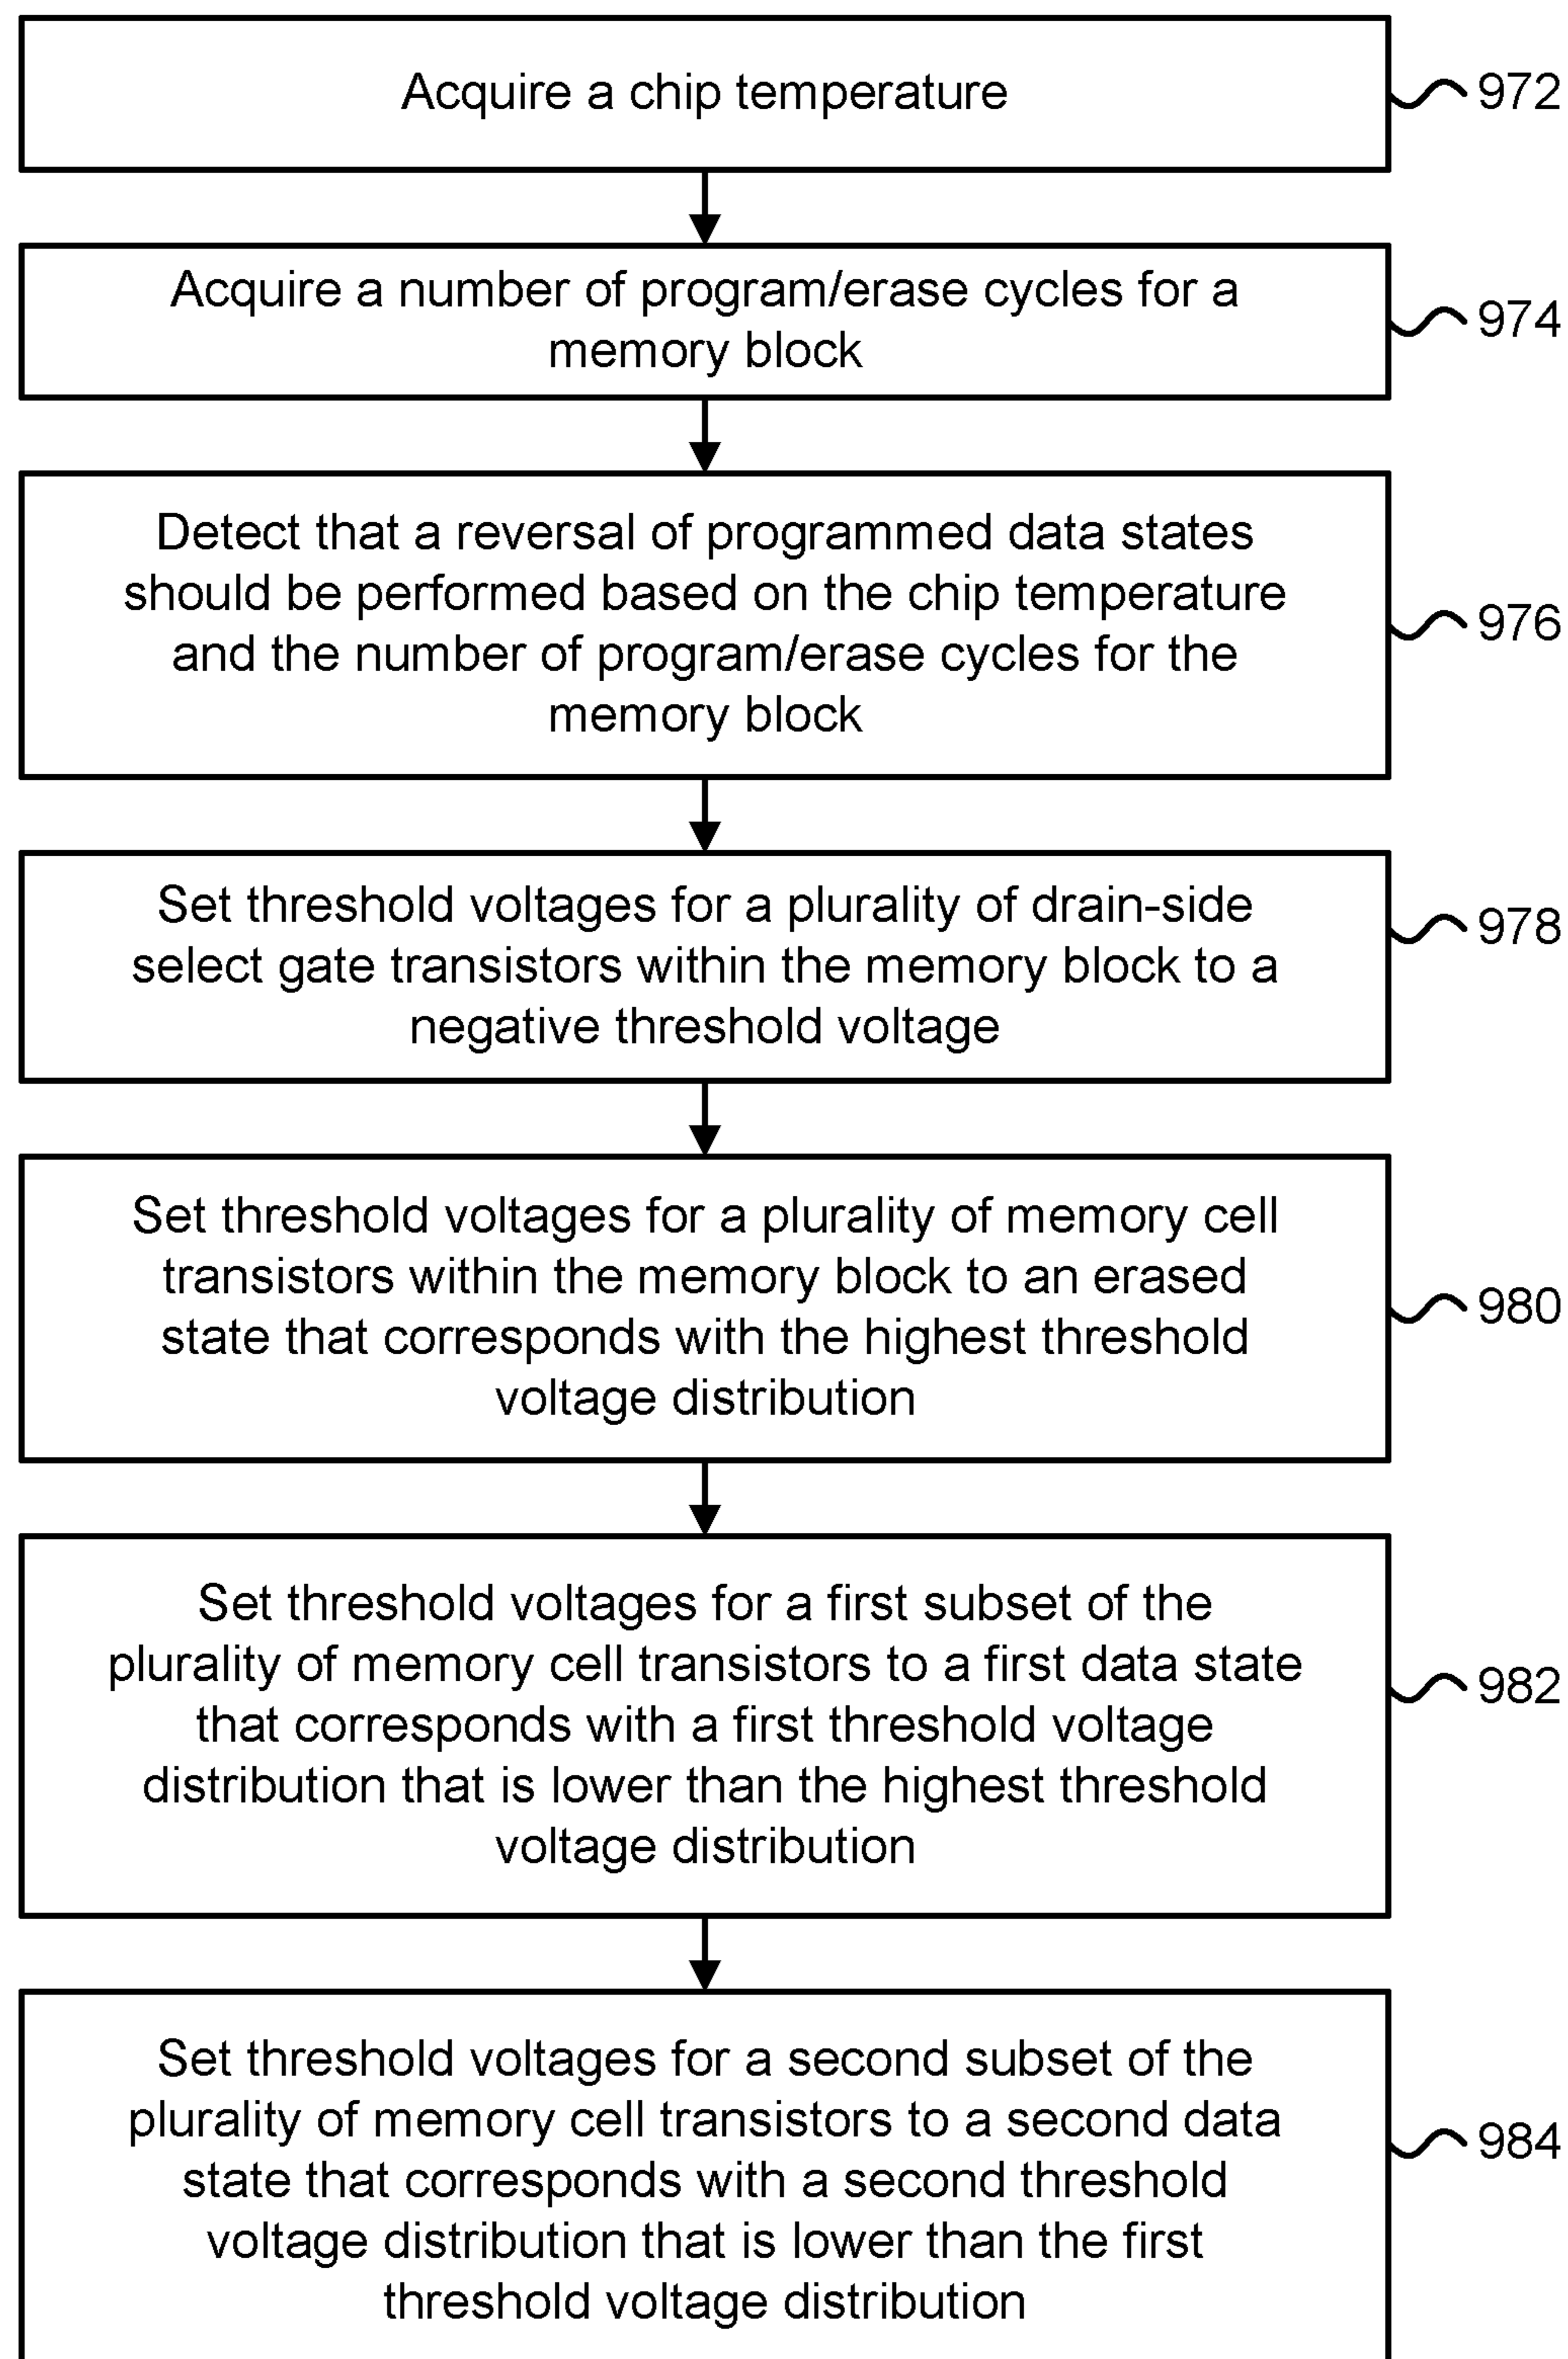 Acquire a chip temperature
972
Acquire a number of program/erase cycles for a
memory block
974
Detect that a reversal of programmed data states
should be performed based on the chip temperature
and the number of program/erase cycles for the
memory block
976
Set threshold voltages for a plurality of drain-side
select gate transistors within the memory block to a
negative threshold voltage
978
Set threshold voltages for a plurality of memory cell
transistors within the memory block to an erased
state that corresponds with the highest threshold
voltage distribution
980
Set threshold voltages for a first subset of the
plurality of memory cell transistors to a first data state
that corresponds with a first threshold voltage
distribution that is lower than the highest threshold
voltage distribution
982
Set threshold voltages for a second subset of the
plurality of memory cell transistors to a second data
state that corresponds with a second threshold
voltage distribution that is lower than the first
threshold voltage distribution
984